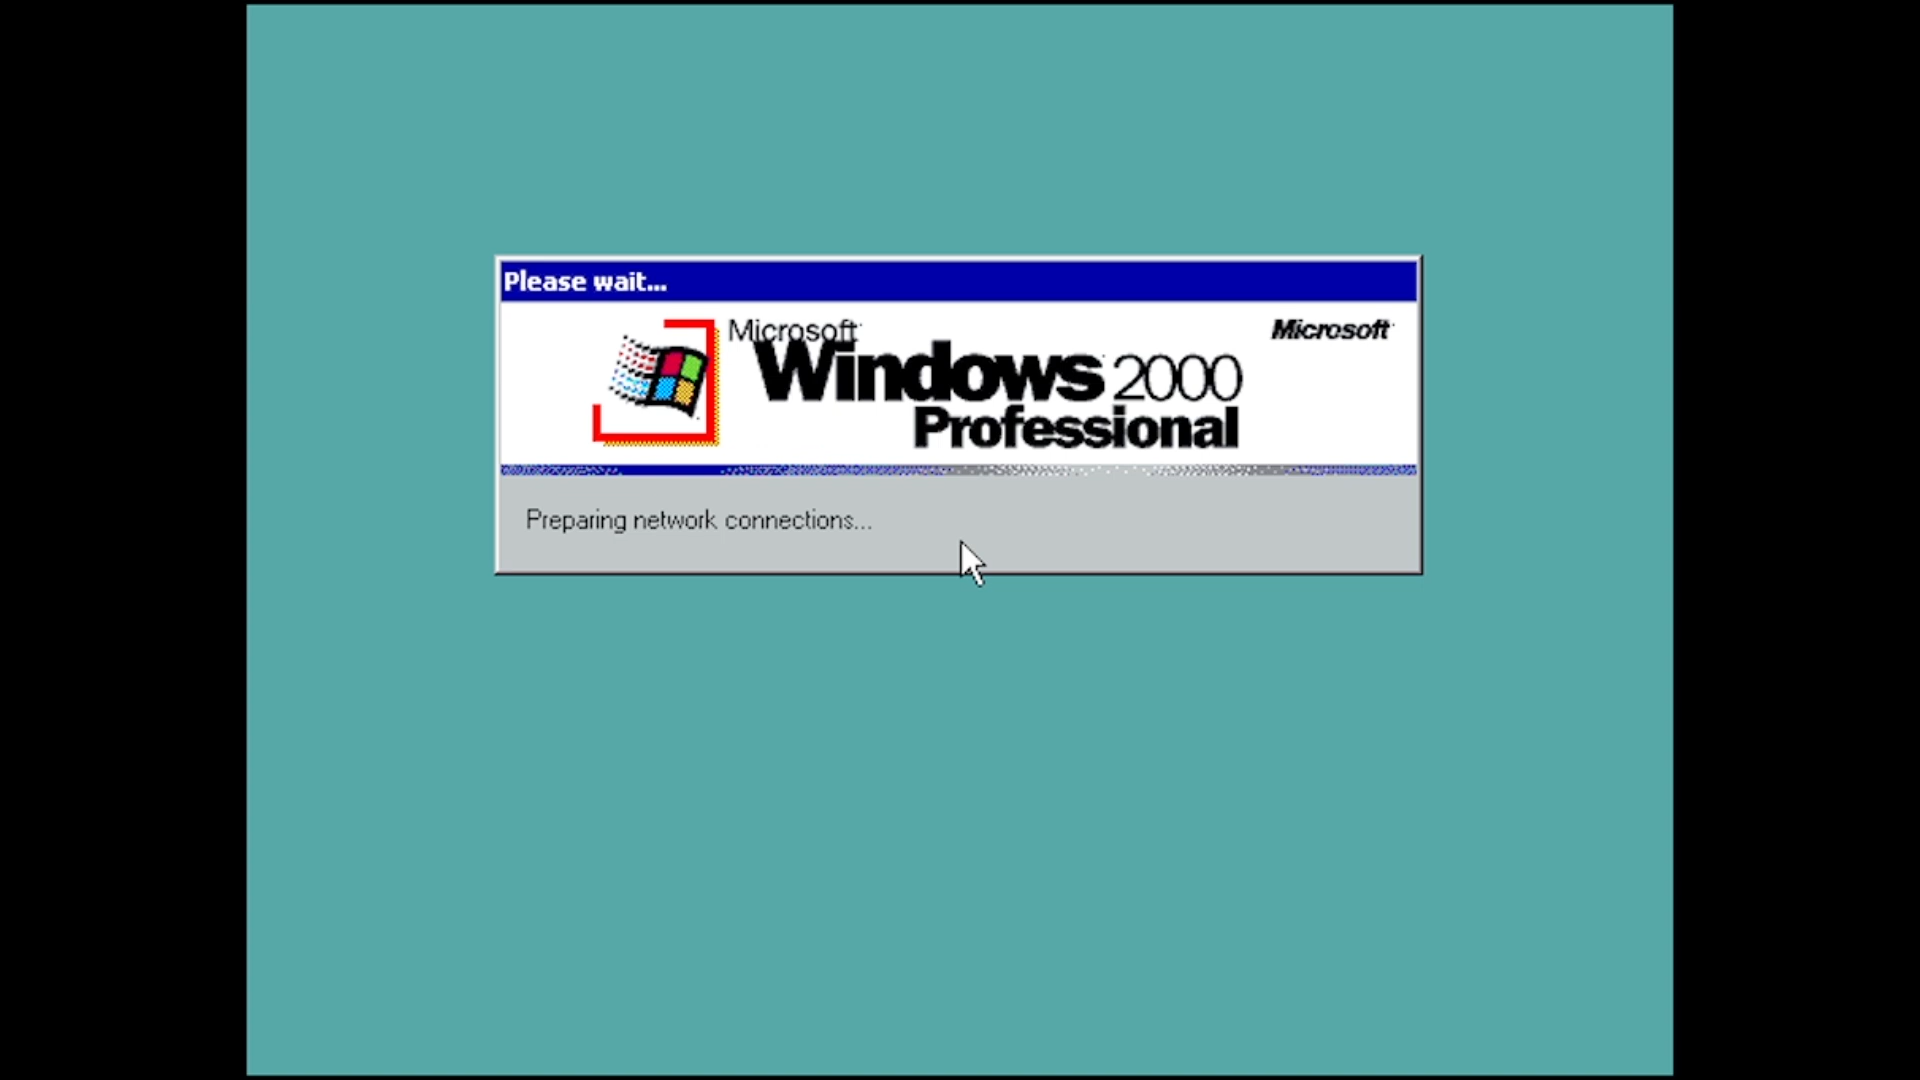 Please wait...
Microsoft
Windows 2000
Professional
Microsoft
Preparing network connections...